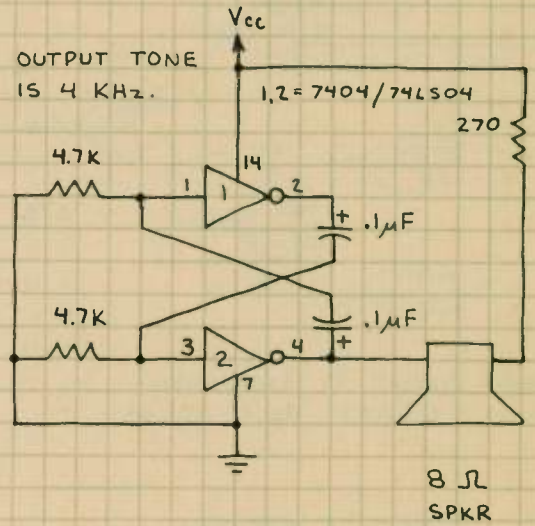 Vcc
OUTPUT TONE
IS 4 KHz.
1,2 = 7404/74LS04
270
4.7K
14
1
1
2
+
.1µF
4.7K
.1µF
+
3
2
4
7
8 Ω
SPKR